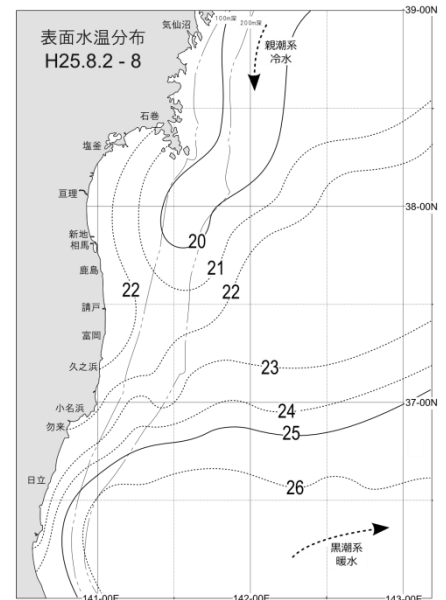 表面水温分布
H25.8.2 - 8
気仙沼
100m深
200m深
39-00N
親潮系
冷水
石巻
塩釜
亘理
38-00N
新地
相馬
20
鹿島
21
22
22
請戸
富岡
久之浜
23
37-00N
小名浜
24
勿来
25
日立
26
黒潮系
暖水
141-00E
142-00E
143-00E